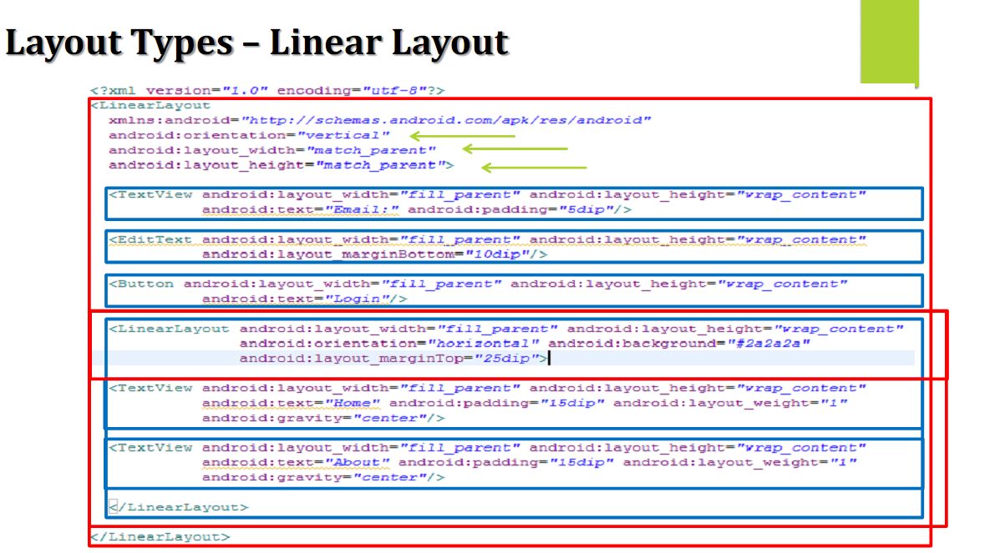 Layout Types – Linear Layout
<?xml version="1.0" encoding="utf-8"?>
<LinearLayout
xmlns:android="http://schemas.android.com/apk/res/android"
android:orientation="vertical"
android:layout_width="match_parent"
android:layout_height="match_parent">
<TextView android:layout_width="fill_parent" android:layout_height="wrap_content"
android:text="Email:" android:padding="5dip"/>
<EditText android:layout_width="fill_parent" android:layout_height="wrap_content"
android:layout_marginBottom="10dip"/>
<Button android:layout_width="fill_parent" android:layout_height="wrap_content"
android:text="Login"/>
<LinearLayout android:layout_width="fill_parent" android:layout_height="wrap_content"
android:orientation="horizontal" android:background="#2a2a2a"
android:layout_marginTop="25dip">
<TextView android:layout_width="fill_parent" android:layout_height="wrap_content"
android:text="Home" android:padding="15dip" android:layout_weight="1"
android:gravity="center"/>
<TextView android:layout_width="fill_parent" android:layout_height="wrap_content"
android:text="About" android:padding="15dip" android:layout_weight="1"
android:gravity="center"/>
</LinearLayout>
</LinearLayout>